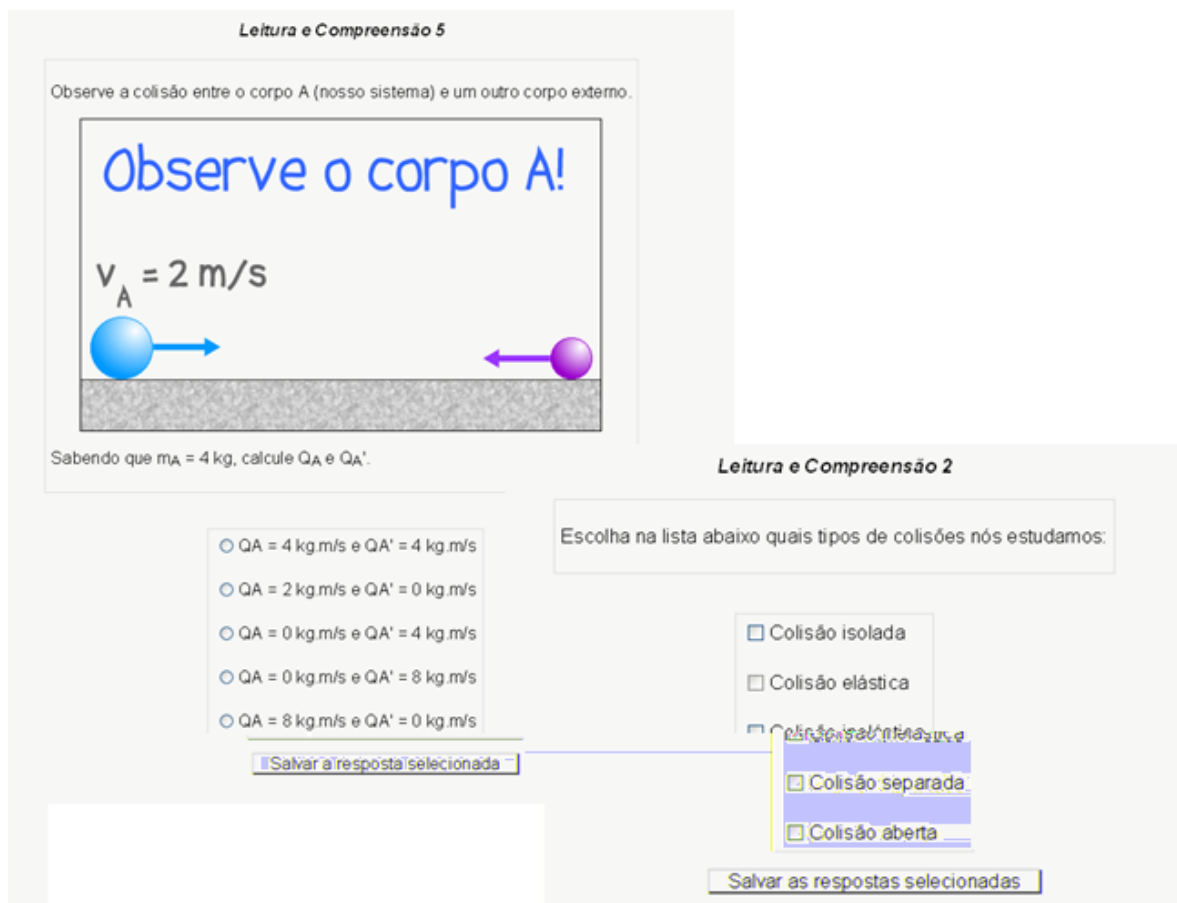 Leitura e Compreensão 5
Observe a colisão entre o corpo A (nosso sistema) e um outro corpo externo.
Observe o corpo A!
vA = 2 m/s
Sabendo que mA = 4 kg, calcule QA e QA'.
QA = 4 kg.m/s e QA' = 4 kg.m/s
QA = 2 kg.m/s e QA' = 0 kg.m/s
QA = 0 kg.m/s e QA' = 4 kg.m/s
QA = 0 kg.m/s e QA' = 8 kg.m/s
QA = 8 kg.m/s e QA' = 0 kg.m/s
Salvar a resposta selecionada
Leitura e Compreensão 2
Escolha na lista abaixo quais tipos de colisões nós estudamos:
Colisão isolada
Colisão elástica
Colisão inelástica
Colisão separada
Colisão aberta
Salvar as respostas selecionadas